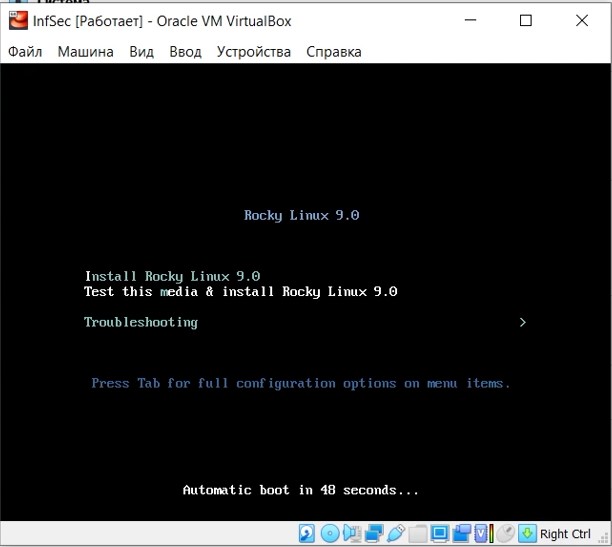 InfSec [Работает] - Oracle VM VirtualBox
Файл Машина Вид Ввод Устройства Справка
Rocky Linux 9.0
Install Rocky Linux 9.0
Test this media & install Rocky Linux 9.0
Troubleshooting >
Press Tab for full configuration options on menu items.
Automatic boot in 48 seconds...
Right Ctrl